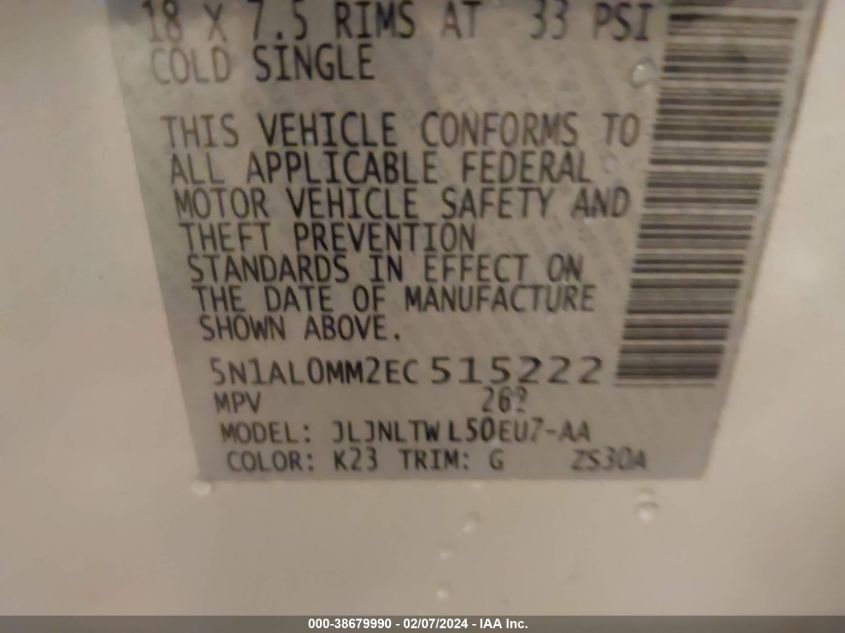 18 X 7.5 RIMS AT 33 PSI
COLD SINGLE
THIS VEHICLE CONFORMS TO
ALL APPLICABLE FEDERAL
MOTOR VEHICLE SAFETY AND
THEFT PREVENTION
STANDARDS IN EFFECT ON
THE DATE OF MANUFACTURE
SHOWN ABOVE.
5N1AL0MM2EC515222
MPV 26?
MODEL: JLJNLTWL50EU7-AA
COLOR: K23 TRIM: G ZS30A
000-38679990 - 02/07/2024 - IAA Inc.